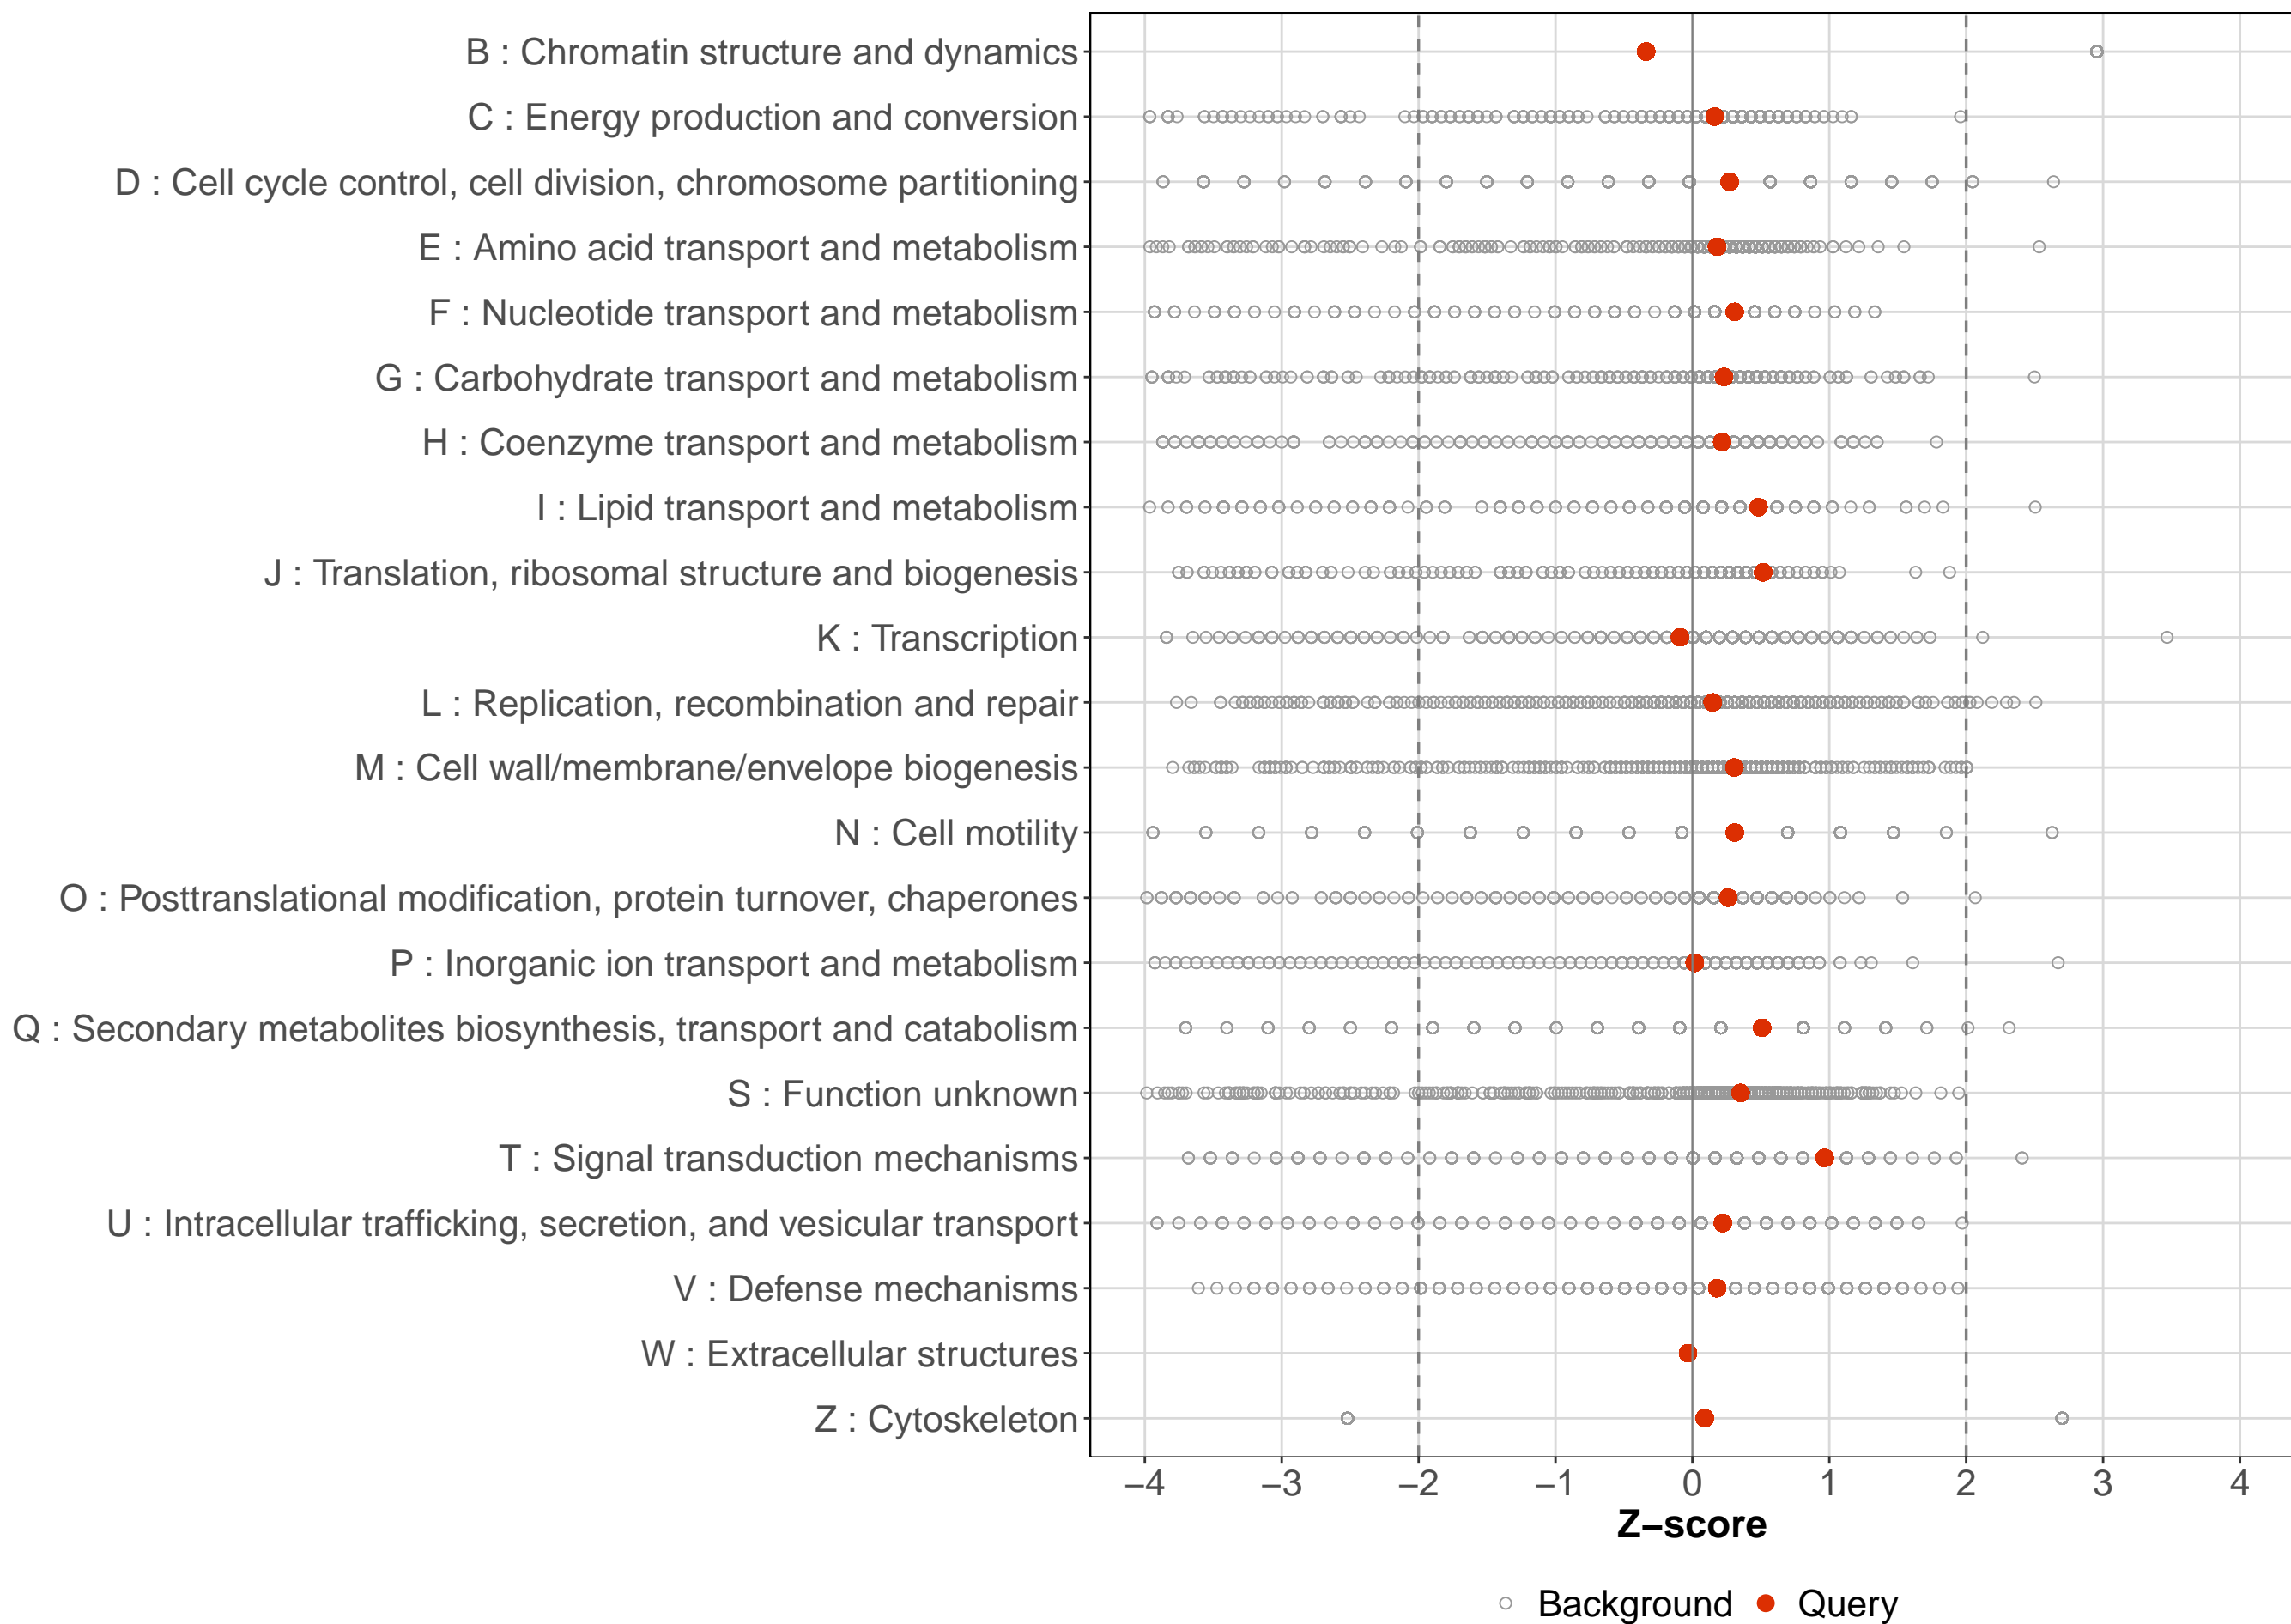 B : Chromatin structure and dynamics
C : Energy production and conversion
D : Cell cycle control, cell division, chromosome partitioning
E : Amino acid transport and metabolism
F : Nucleotide transport and metabolism
G : Carbohydrate transport and metabolism
H : Coenzyme transport and metabolism
I : Lipid transport and metabolism
J : Translation, ribosomal structure and biogenesis
K : Transcription
L : Replication, recombination and repair
M : Cell wall/membrane/envelope biogenesis
N : Cell motility
O : Posttranslational modification, protein turnover, chaperones
P : Inorganic ion transport and metabolism
Q : Secondary metabolites biosynthesis, transport and catabolism
S : Function unknown
T : Signal transduction mechanisms
U : Intracellular trafficking, secretion, and vesicular transport
V : Defense mechanisms
W : Extracellular structures
Z : Cytoskeleton
−4 −3 −2 −1 0 1 2 3 4
Z−score
Background Query